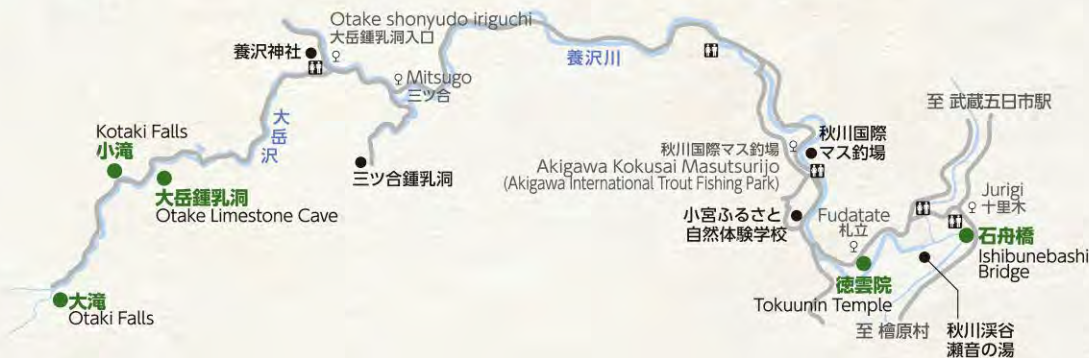 Otake shonyudo iriguchi
大岳鍾乳洞入口
養沢神社
Mitsugo
三ツ合
養沢川
至 武蔵五日市駅
大岳沢
Kotaki Falls
小滝
大岳鍾乳洞
Otake Limestone Cave
三ツ合鍾乳洞
秋川国際マス釣場
Akigawa Kokusai Masutsurijo
(Akigawa International Trout Fishing Park)
秋川国際
マス釣場
小宮ふるさと
自然体験学校
Fudatate
札立
Jurigi
十里木
石舟橋
Ishibunebashi
Bridge
徳雲院
Tokuunin Temple
大滝
Otaki Falls
至 檜原村
秋川渓谷
瀬音の湯